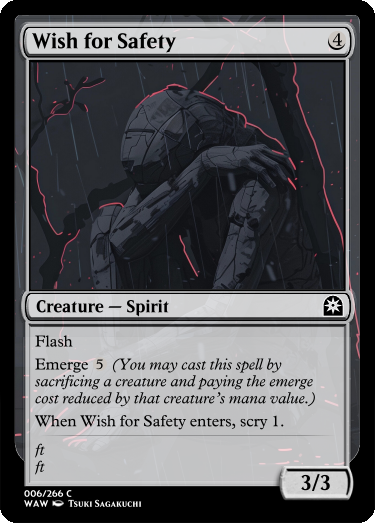 Wish for Safety 4
Creature — Spirit
Flash
Emerge 5 (You may cast this spell by
sacrificing a creature and paying the emerge
cost reduced by that creature's mana value.)
When Wish for Safety enters, scry 1.
ft
ft
3/3
006/266 C
WAW Tsuki Sagakuchi